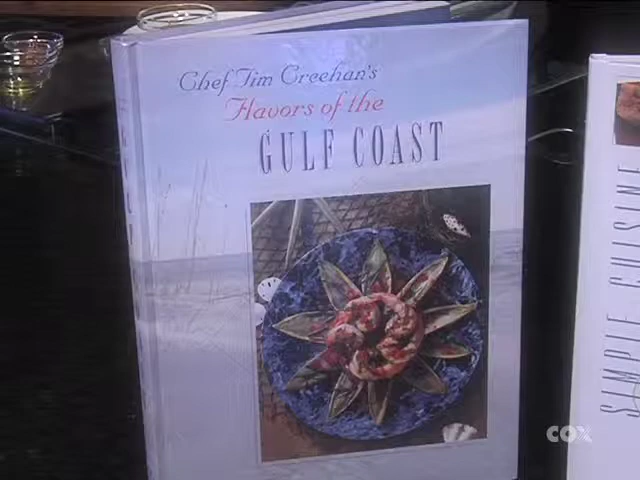 Chef Tim Creehan's
Flavors of the
GULF COAST
SIMPLE CUISINE
COX